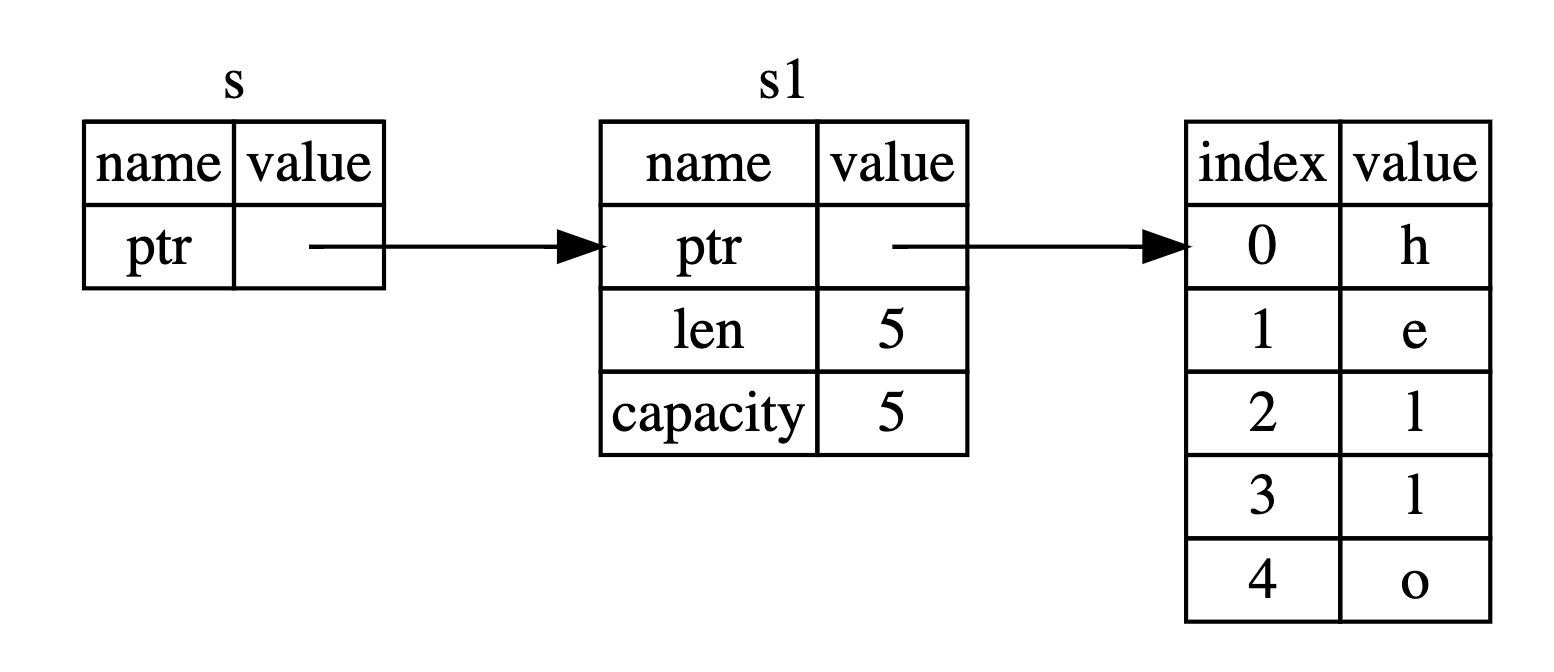 s
name value
ptr
s1
name value
ptr
len 5
capacity 5
index value
0 h
1 e
2 l
3 l
4 o